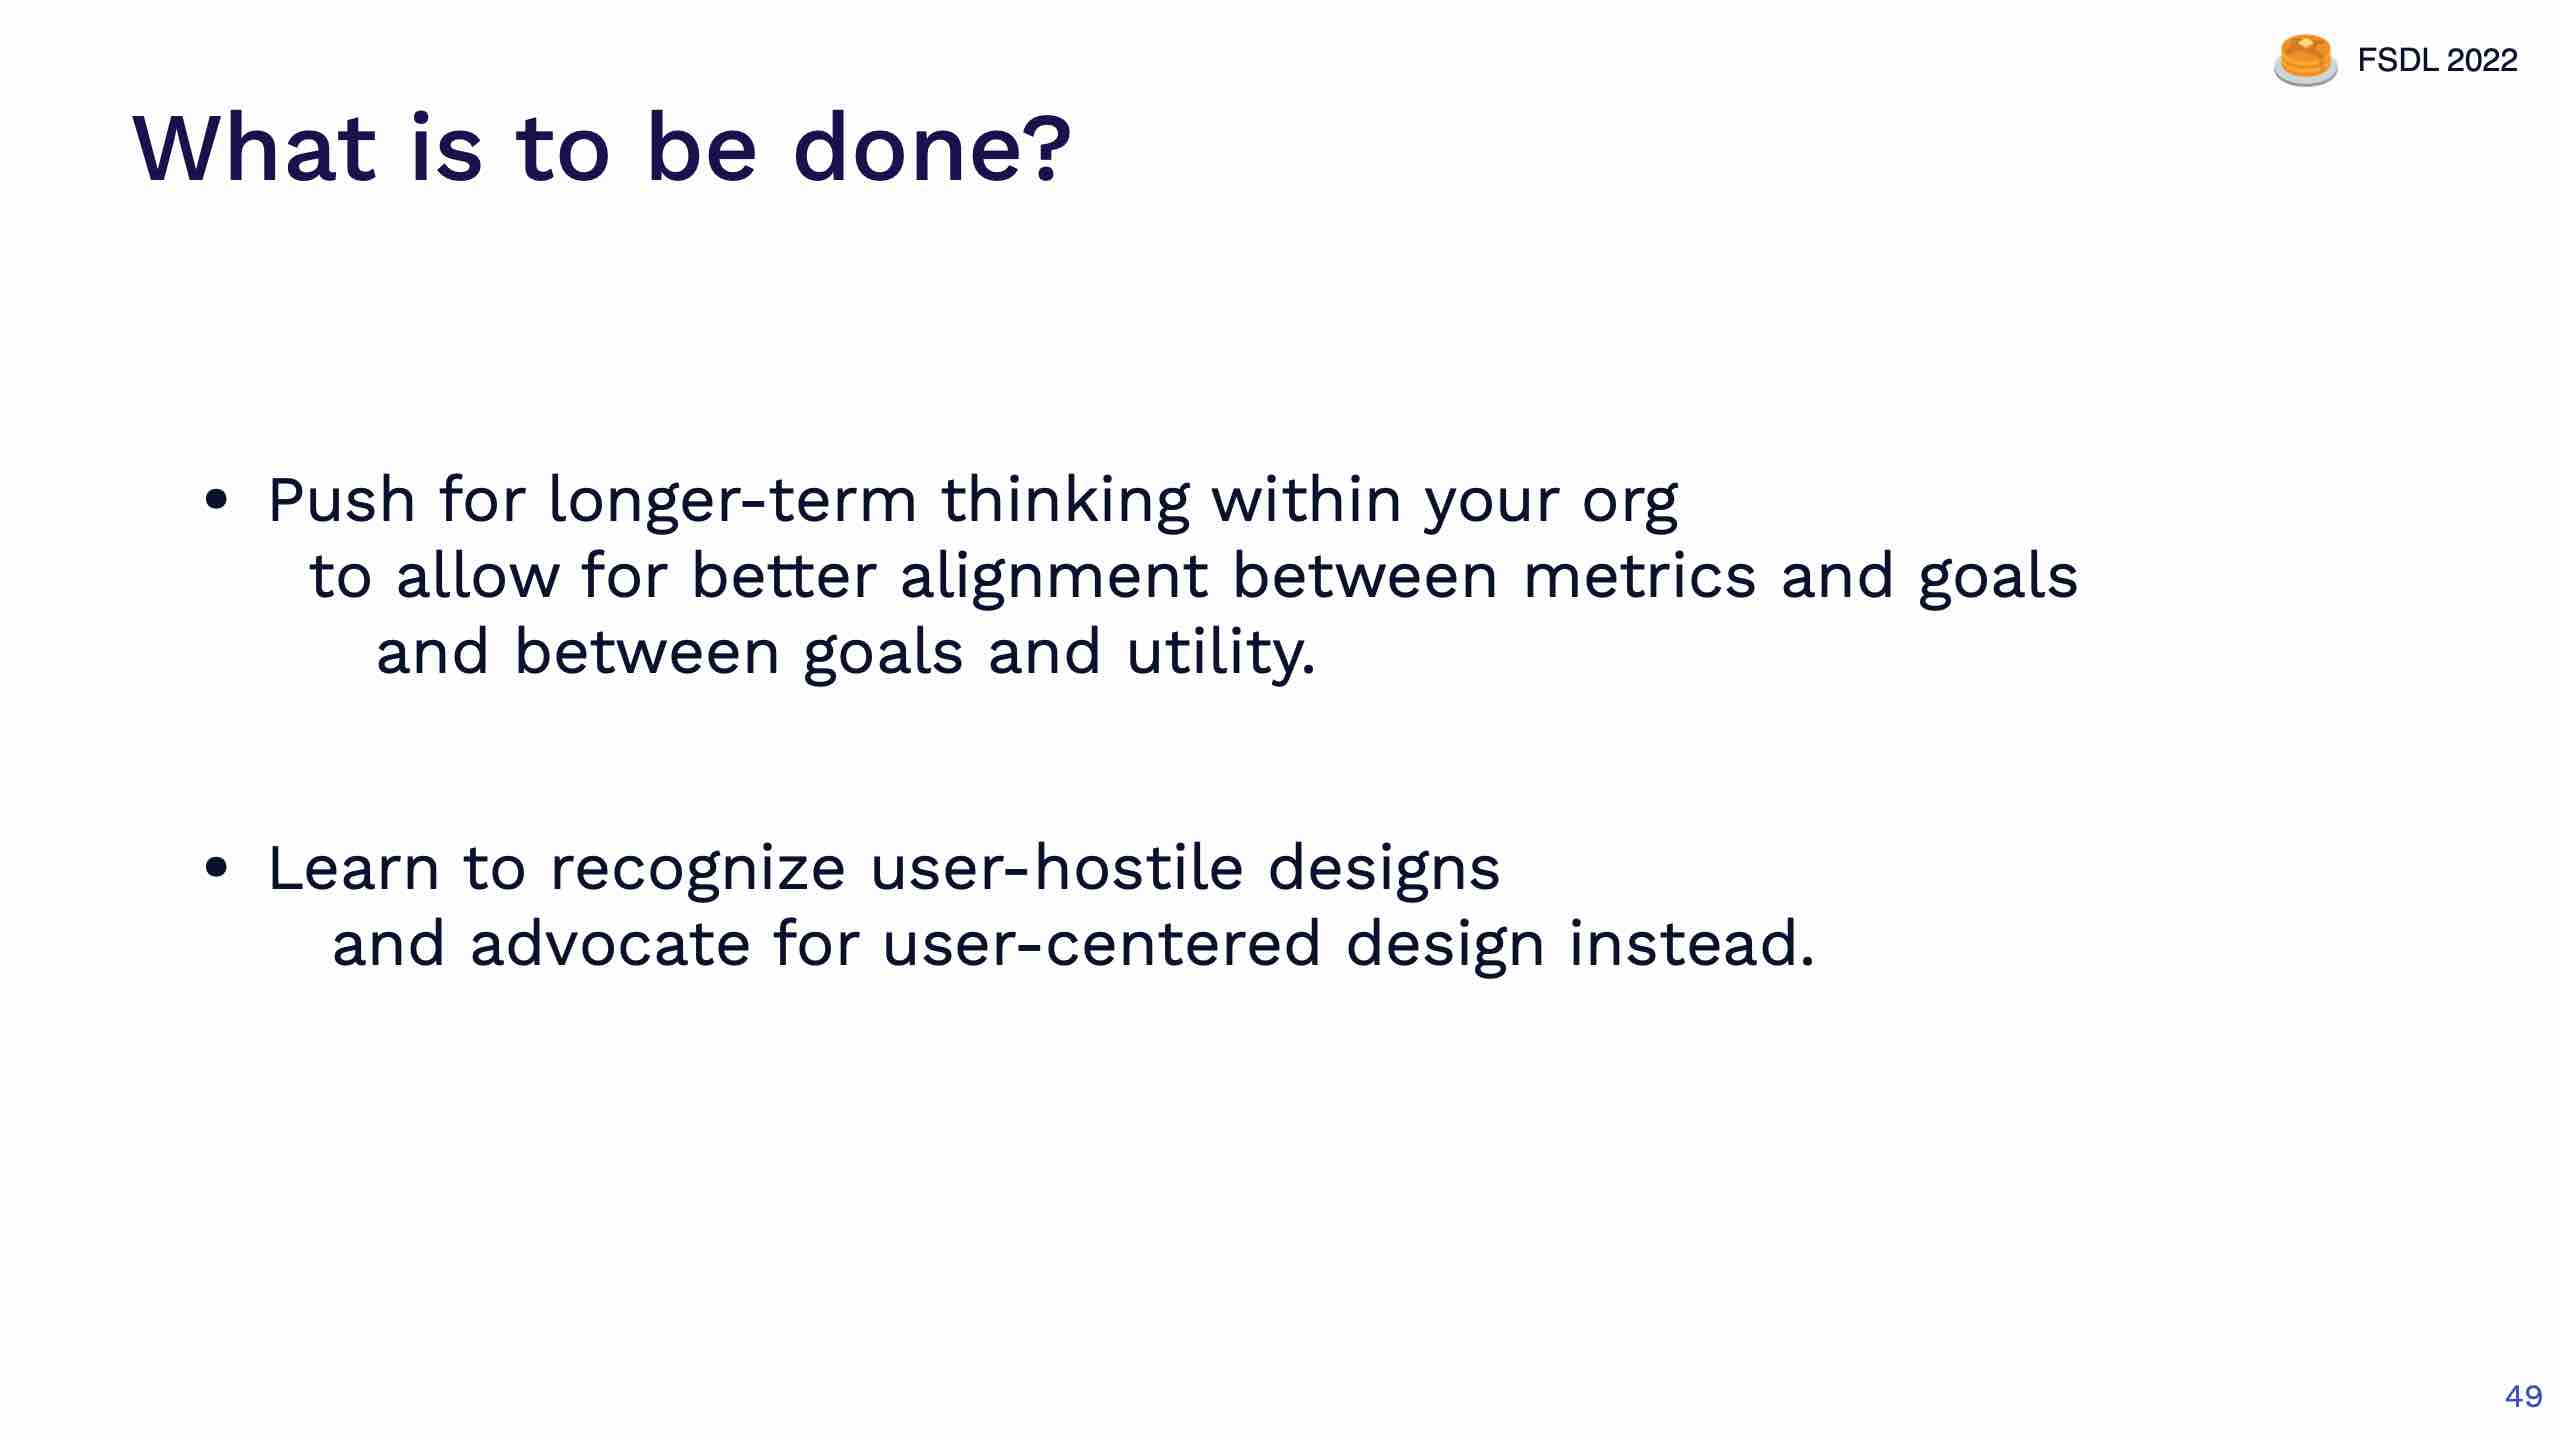 FSDL 2022
What is to be done?
• Push for longer-term thinking within your org
to allow for better alignment between metrics and goals
and between goals and utility.
• Learn to recognize user-hostile designs
and advocate for user-centered design instead.
49